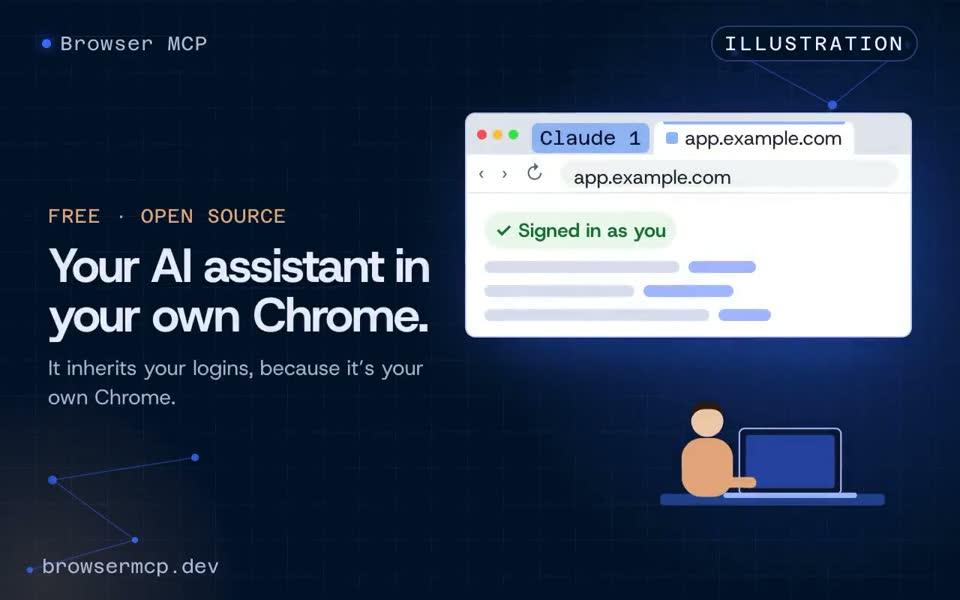 Browser MCP
ILLUSTRATION
Claude 1
app.example.com
app.example.com
✓ Signed in as you
FREE · OPEN SOURCE
Your AI assistant in
your own Chrome.
It inherits your logins, because it's your
own Chrome.
browsermcp.dev